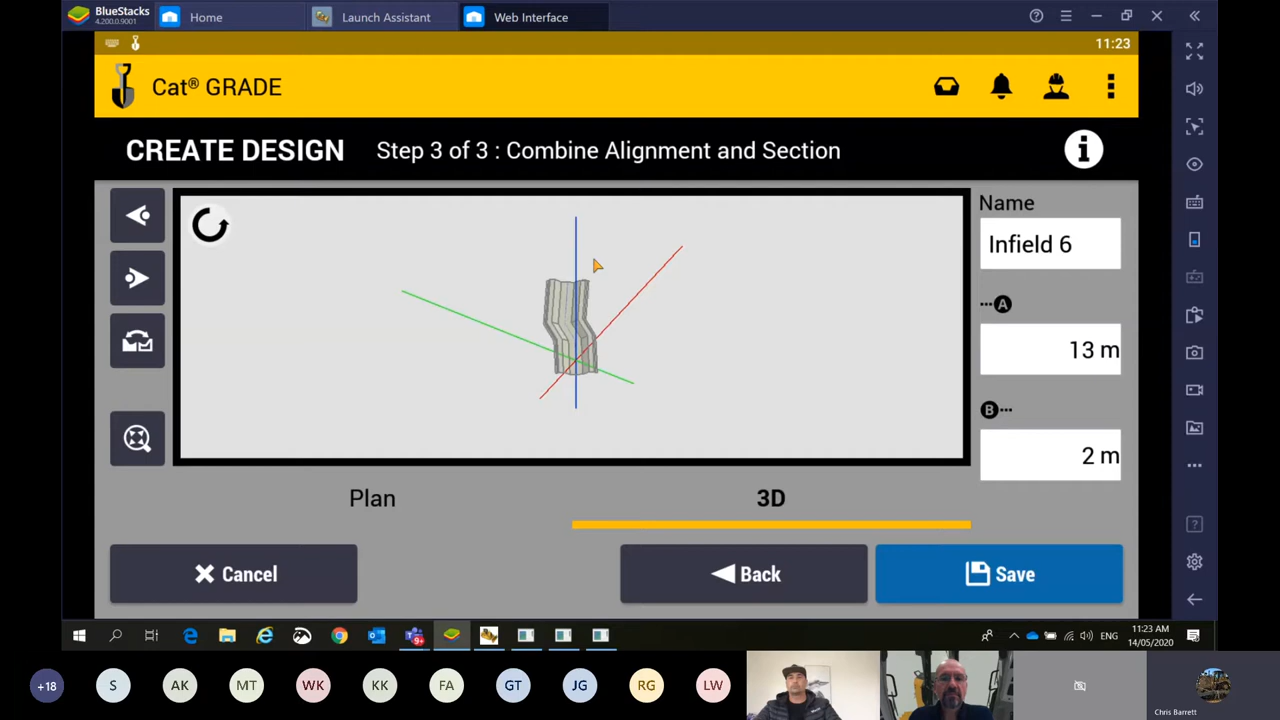 BlueStacks
4.200.0.9001
Home
Launch Assistant
Web Interface
11:23
Cat® GRADE
CREATE DESIGN
Step 3 of 3 : Combine Alignment and Section
Name
Infield 6
A
13 m
B
2 m
Plan
3D
Cancel
Back
Save
9+
ENG
11:23 AM
14/05/2020
+18
S
AK
MT
WK
KK
FA
GT
JG
RG
LW
Chris Barrett